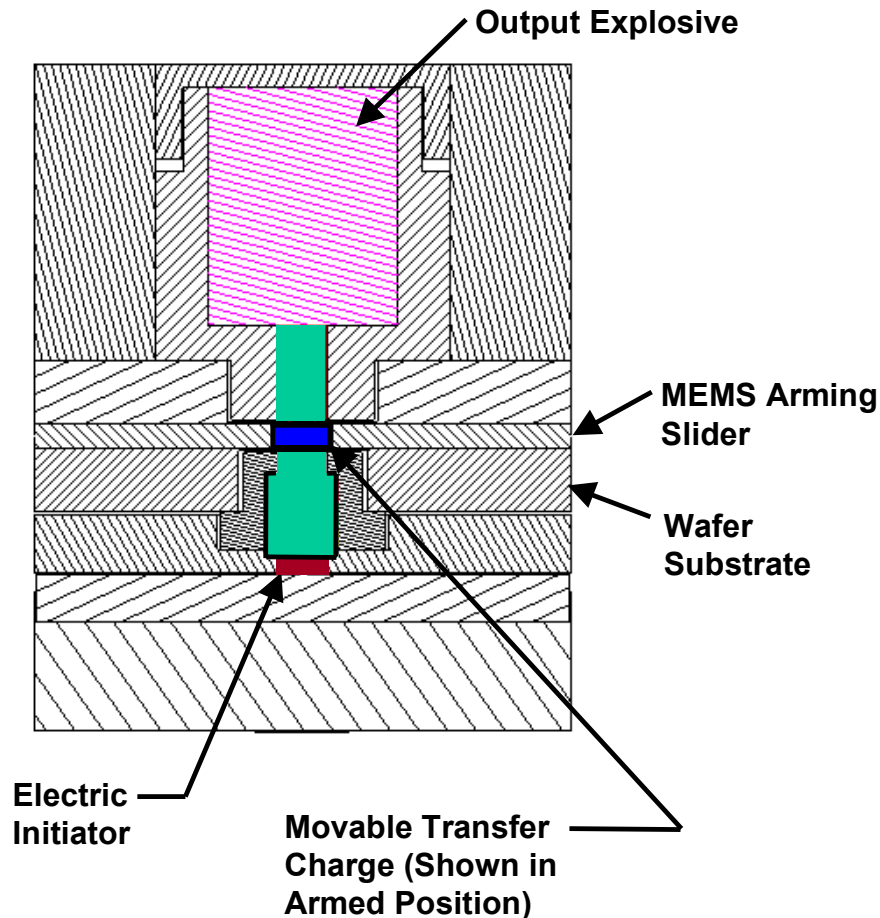 Output Explosive
MEMS Arming
Slider
Wafer
Substrate
Electric
Initiator
Movable Transfer
Charge (Shown in
Armed Position)